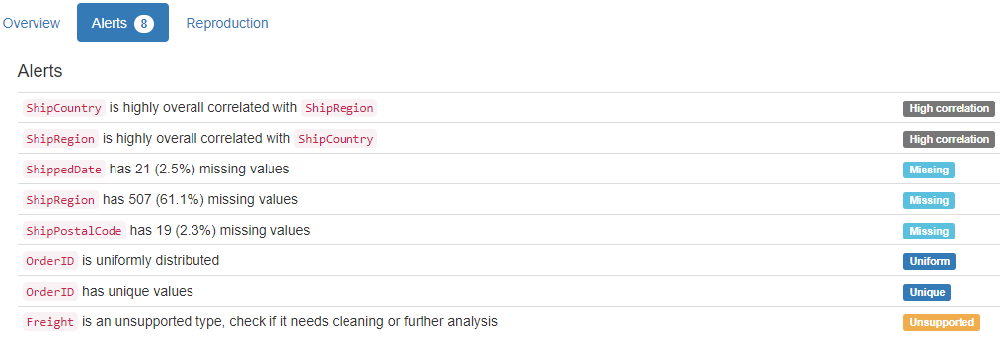 Overview Alerts 8 Reproduction
Alerts
ShipCountry is highly overall correlated with ShipRegion High correlation
ShipRegion is highly overall correlated with ShipCountry High correlation
ShippedDate has 21 (2.5%) missing values Missing
ShipRegion has 507 (61.1%) missing values Missing
ShipPostalCode has 19 (2.3%) missing values Missing
OrderID is uniformly distributed Uniform
OrderID has unique values Unique
Freight is an unsupported type, check if it needs cleaning or further analysis Unsupported